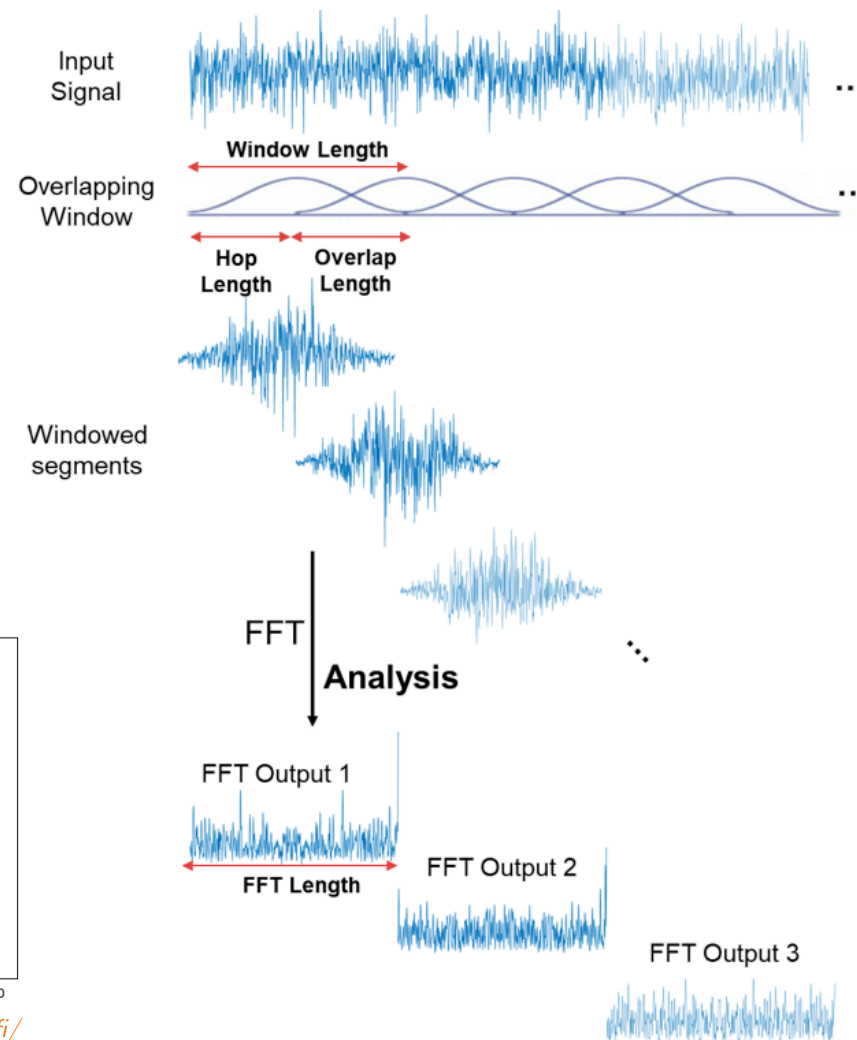 Input
Signal
..
Window Length
Overlapping
Window
..
Hop
Length
Overlap
Length
Windowed
segments
FFT
Analysis
...
FFT Output 1
FFT Length
FFT Output 2
FFT Output 3
fi/